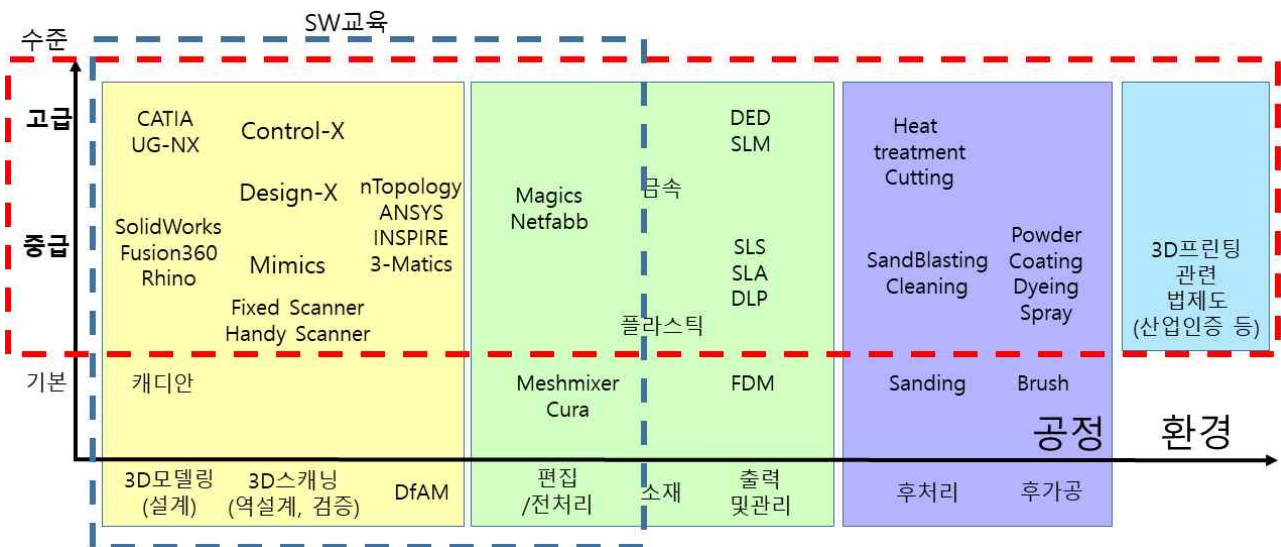 SW교육
수준
고급
CATIA
UG-NX
Control-X
DED
SLM
Heat
treatment
Cutting
Design-X
nTopology
ANSYS
INSPIRE
3-Matics
Magics
Netfabb
금속
중급
SolidWorks
Fusion360
Rhino
Mimics
SLS
SLA
DLP
SandBlasting
Cleaning
Powder
Coating
Dyeing
Spray
3D프린팅
관련
법제도
(산업인증 등)
Fixed Scanner
Handy Scanner
플라스틱
기본
캐디안
Meshmixer
Cura
FDM
Sanding
Brush
공정
환경
3D모델링
(설계)
3D스캐닝
(역설계, 검증)
DfAM
편집
/전처리
소재
출력
및관리
후처리
후가공